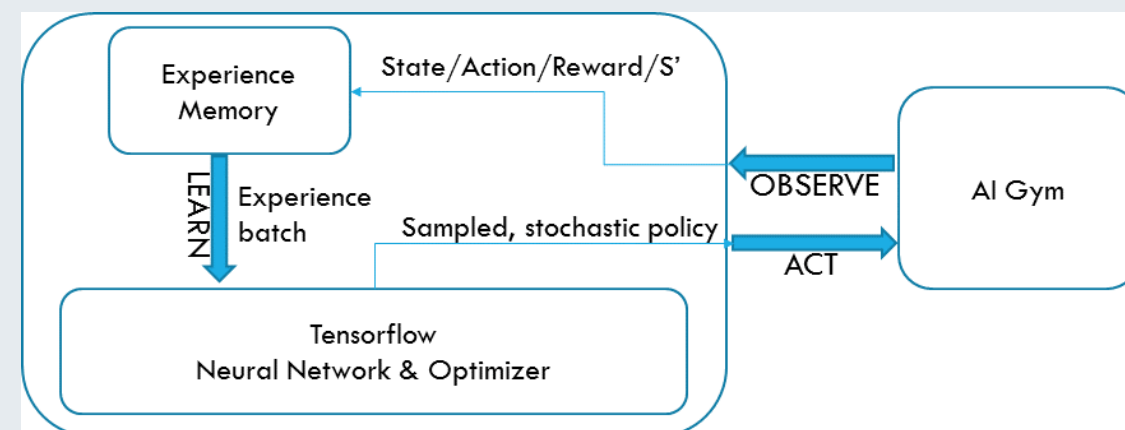 Experience
Memory
State/Action/Reward/S'
OBSERVE
AI Gym
LEARN
Experience
batch
Sampled, stochastic policy
ACT
Tensorflow
Neural Network & Optimizer